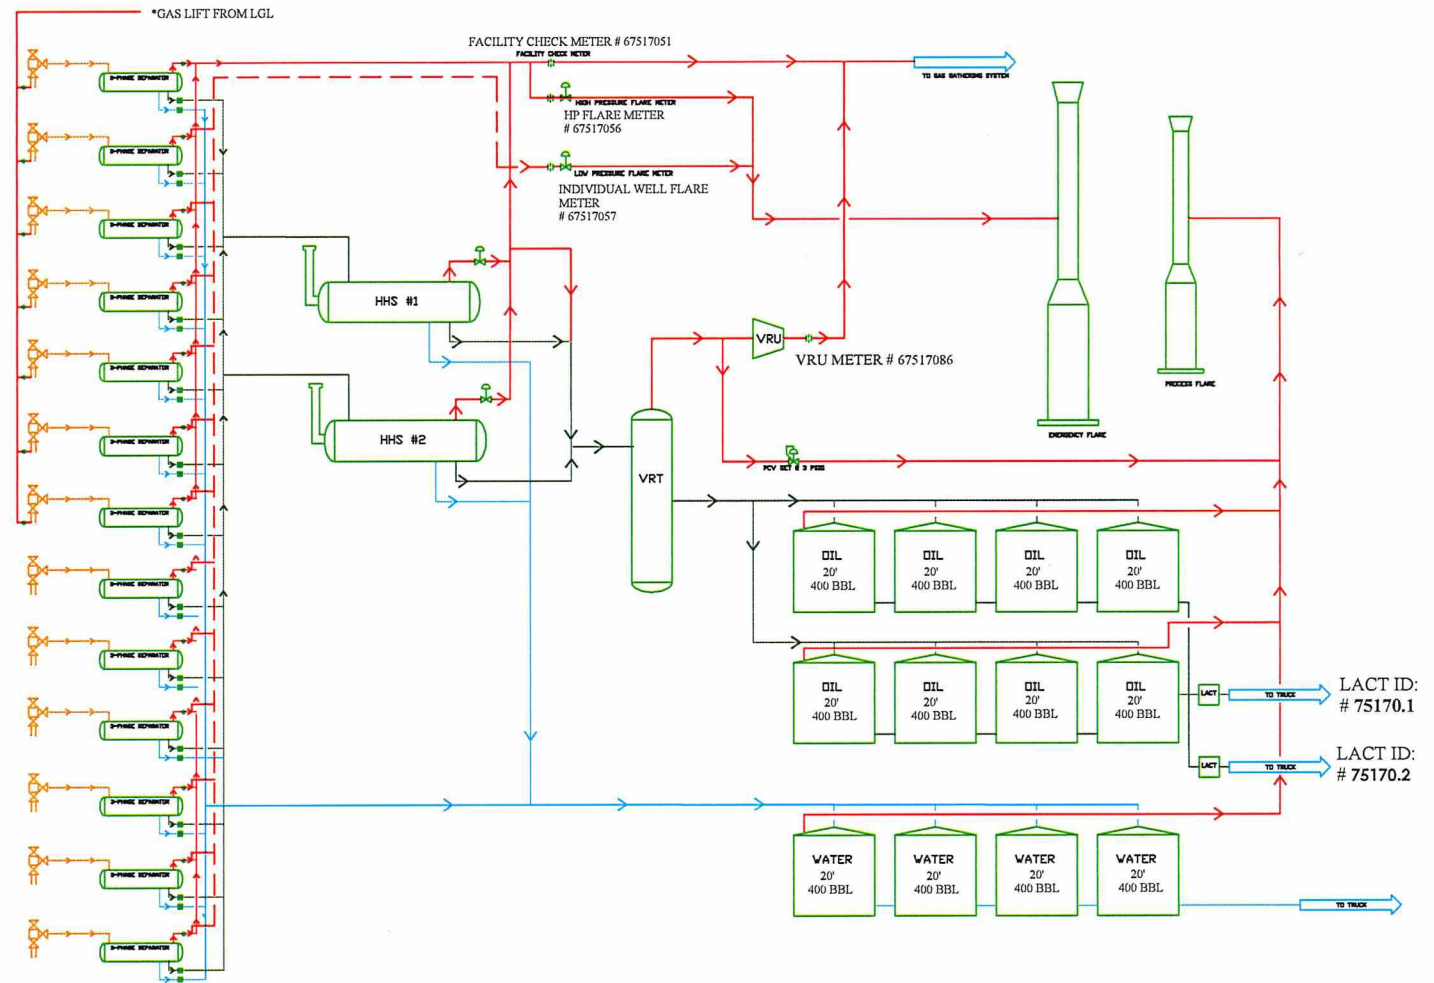 *GAS LIFT FROM LGL
FACILITY CHECK METER # 67517051
FACILITY CHECK METER
TO GAS GATHERING SYSTEM
HIGH PRESSURE FLARE METER
HP FLARE METER
# 67517056
LOW PRESSURE FLARE METER
INDIVIDUAL WELL FLARE
METER
# 67517057
3-PHASE SEPARATOR
3-PHASE SEPARATOR
3-PHASE SEPARATOR
3-PHASE SEPARATOR
3-PHASE SEPARATOR
3-PHASE SEPARATOR
3-PHASE SEPARATOR
3-PHASE SEPARATOR
3-PHASE SEPARATOR
3-PHASE SEPARATOR
3-PHASE SEPARATOR
3-PHASE SEPARATOR
3-PHASE SEPARATOR
HHS #1
HHS #2
VRU
VRU METER # 67517086
PROCESS FLARE
EMERGENCY FLARE
PCV SET @ 3 PSIG
VRT
OIL OIL OIL OIL
20' 20' 20' 20'
400 BBL 400 BBL 400 BBL 400 BBL
OIL OIL OIL OIL
20' 20' 20' 20'
400 BBL 400 BBL 400 BBL 400 BBL
LACT
TO TRUCK
LACT ID:
# 75170.1
LACT
TO TRUCK
LACT ID:
# 75170.2
WATER WATER WATER WATER
20' 20' 20' 20'
400 BBL 400 BBL 400 BBL 400 BBL
TO TRUCK